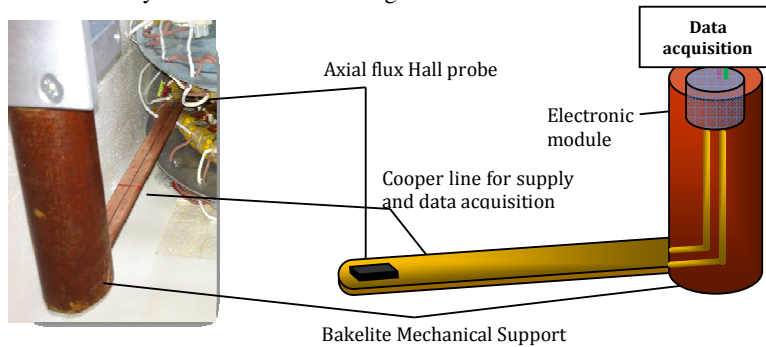 Data
acquisition
Axial flux Hall probe
Electronic
module
Cooper line for supply
and data acquisition
Bakelite Mechanical Support